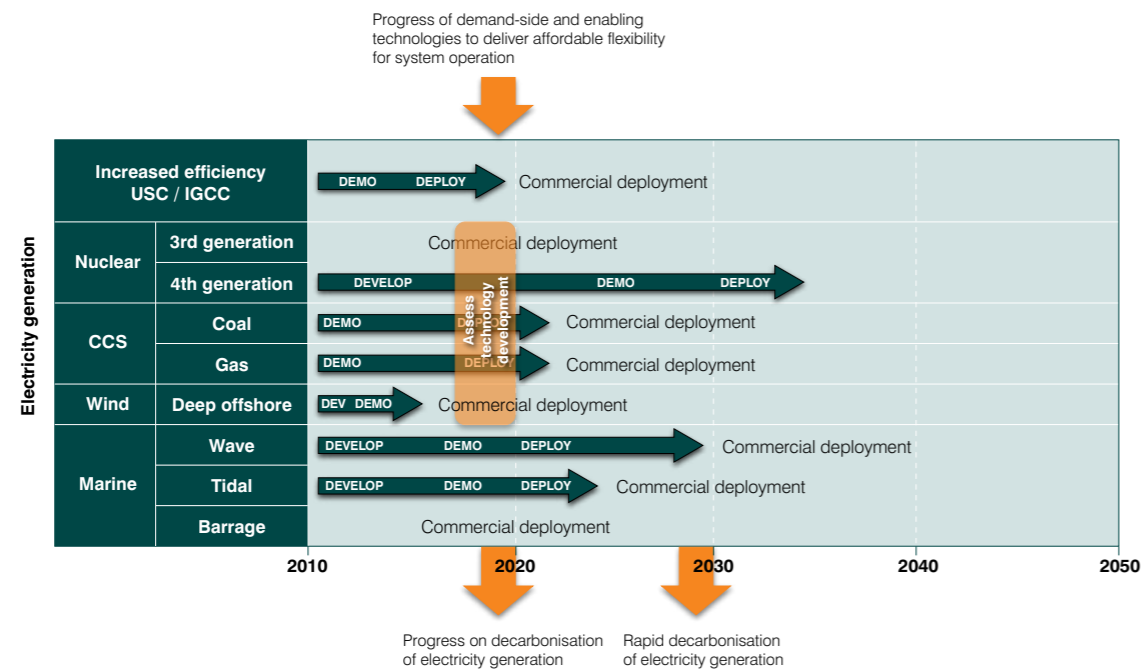 Progress of demand-side and enabling
technologies to deliver affordable flexibility
for system operation
Electricity generation
Increased efficiency
USC / IGCC
DEMO DEPLOY Commercial deployment
Nuclear
3rd generation
Commercial deployment
4th generation
DEVELOP DEMO DEPLOY
Assess
technology
development
CCS
Coal
DEMO DEPLOY Commercial deployment
Gas
DEMO DEPLOY Commercial deployment
Wind
Deep offshore
DEV DEMO Commercial deployment
Marine
Wave
DEVELOP DEMO DEPLOY Commercial deployment
Tidal
DEVELOP DEMO DEPLOY Commercial deployment
Barrage
Commercial deployment
2010 2020 2030 2040 2050
Progress on decarbonisation
of electricity generation
Rapid decarbonisation
of electricity generation